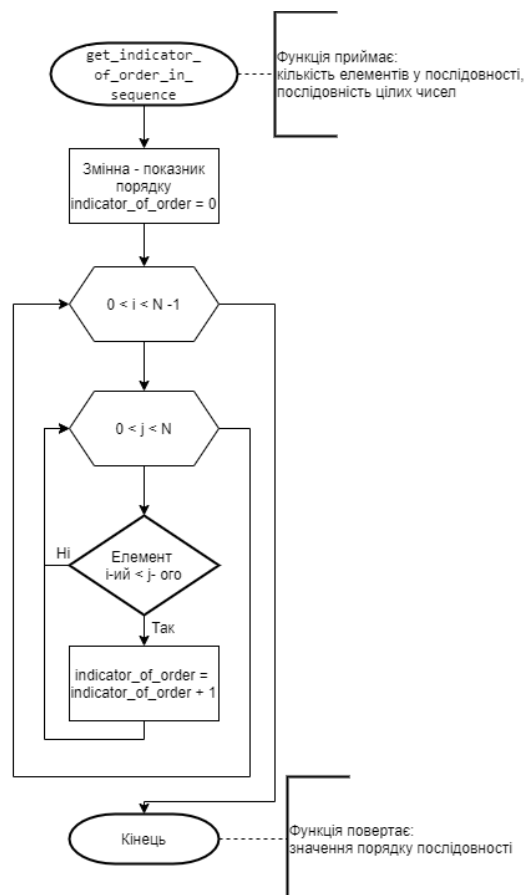 get_indicator_
of_order_in_
sequence
Функція приймає:
кількість елементів у послідовності,
послідовність цілих чисел
Змінна - показник
порядку
indicator_of_order = 0
0 < i < N -1
0 < j < N
Ні
Елемент
і-ий < j- ого
Так
indicator_of_order =
indicator_of_order + 1
Кінець
Функція повертає:
значення порядку послідовності